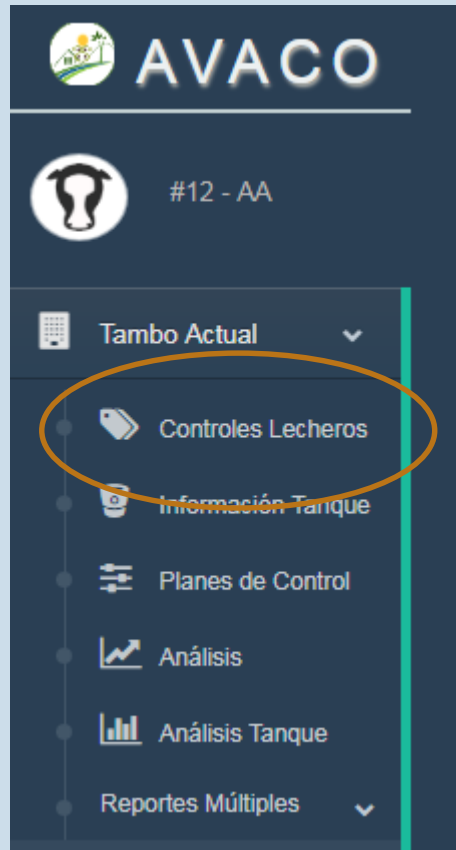 AVACO
#12 - AA
Tambo Actual
Controles Lecheros
Información Tanque
Planes de Control
Análisis
Análisis Tanque
Reportes Múltiples